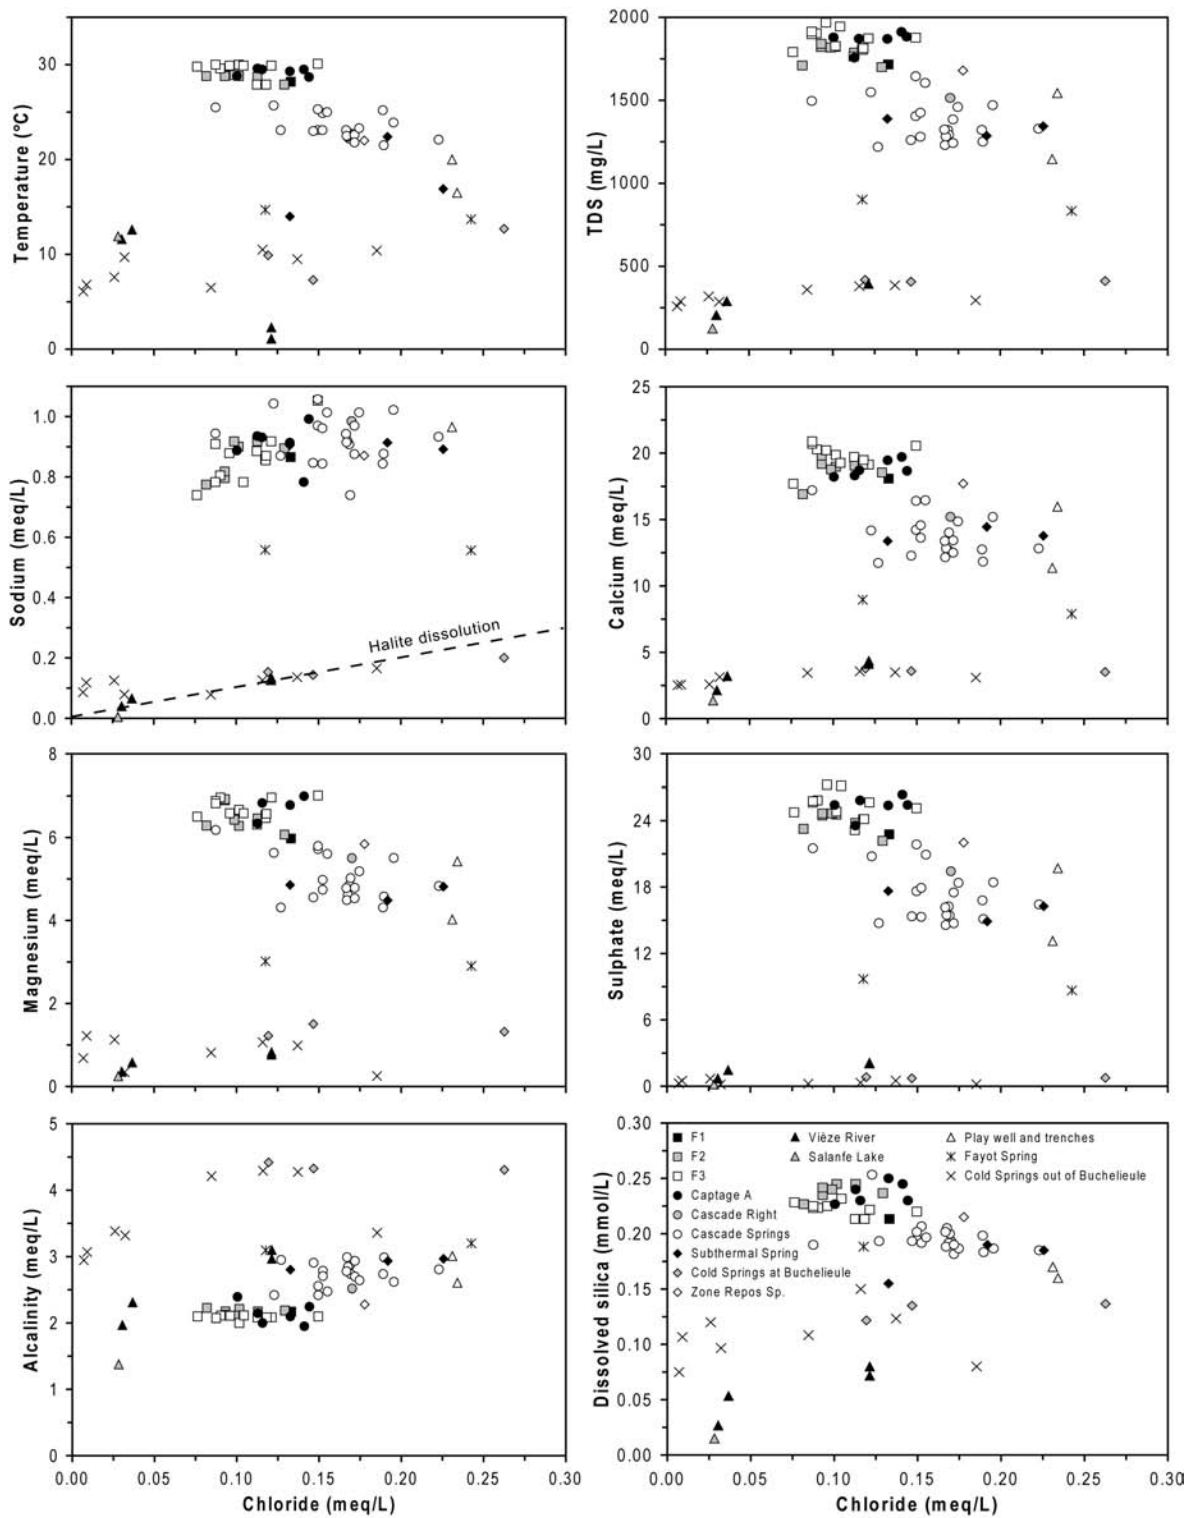 35
30
20
10
0
Temperature (°C)
2000
1500
1000
500
0
TDS
(mg/L)
1.0
0.8
0.6
0.4
0.2
0.0
Sodium (meq/L)
Halite dissolution
25
20
15
10
5
0
Calcium (meq/L)
8
6
4
2
0
Magnesium (meq/L)
30
24
18
12
6
0
Sulphate (meq/L)
5
4
3
2
1
0
Alcalinity (meq/L)
0.00
0.05
0.10
0.15
0.20
0.25
0.30
Chloride (meq/L)
0.30
0.25
0.20
0.15
0.10
0.05
0.00
Dissolved silica (mmol/L)
F1
F2
F3
Captage A
Cascade Right
Cascade Springs
Subthermal Spring
Cold Springs at Buchelieule
Zone Repos Sp.
Vièze River
Salanfe Lake
Play well and trenches
Fayot Spring
Cold Springs out of Buchelieule
0.00
0.05
0.10
0.15
0.20
0.25
0.30
Chloride (meq/L)